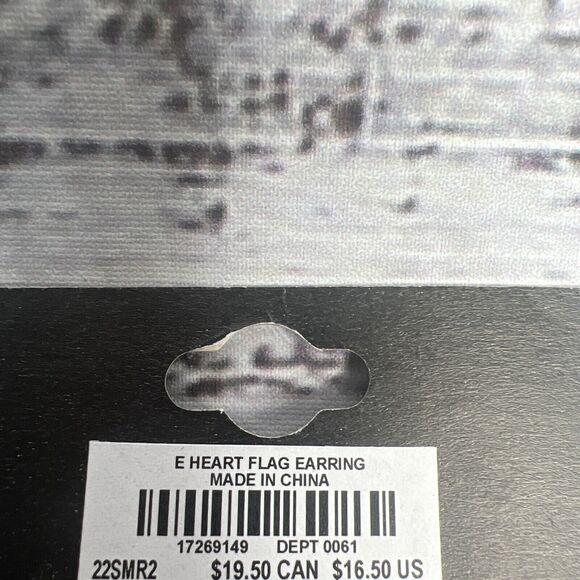 E HEART FLAG EARRING
MADE IN CHINA
17269149 DEPT 0061
22SMR2 $19.50 CAN $16.50 US